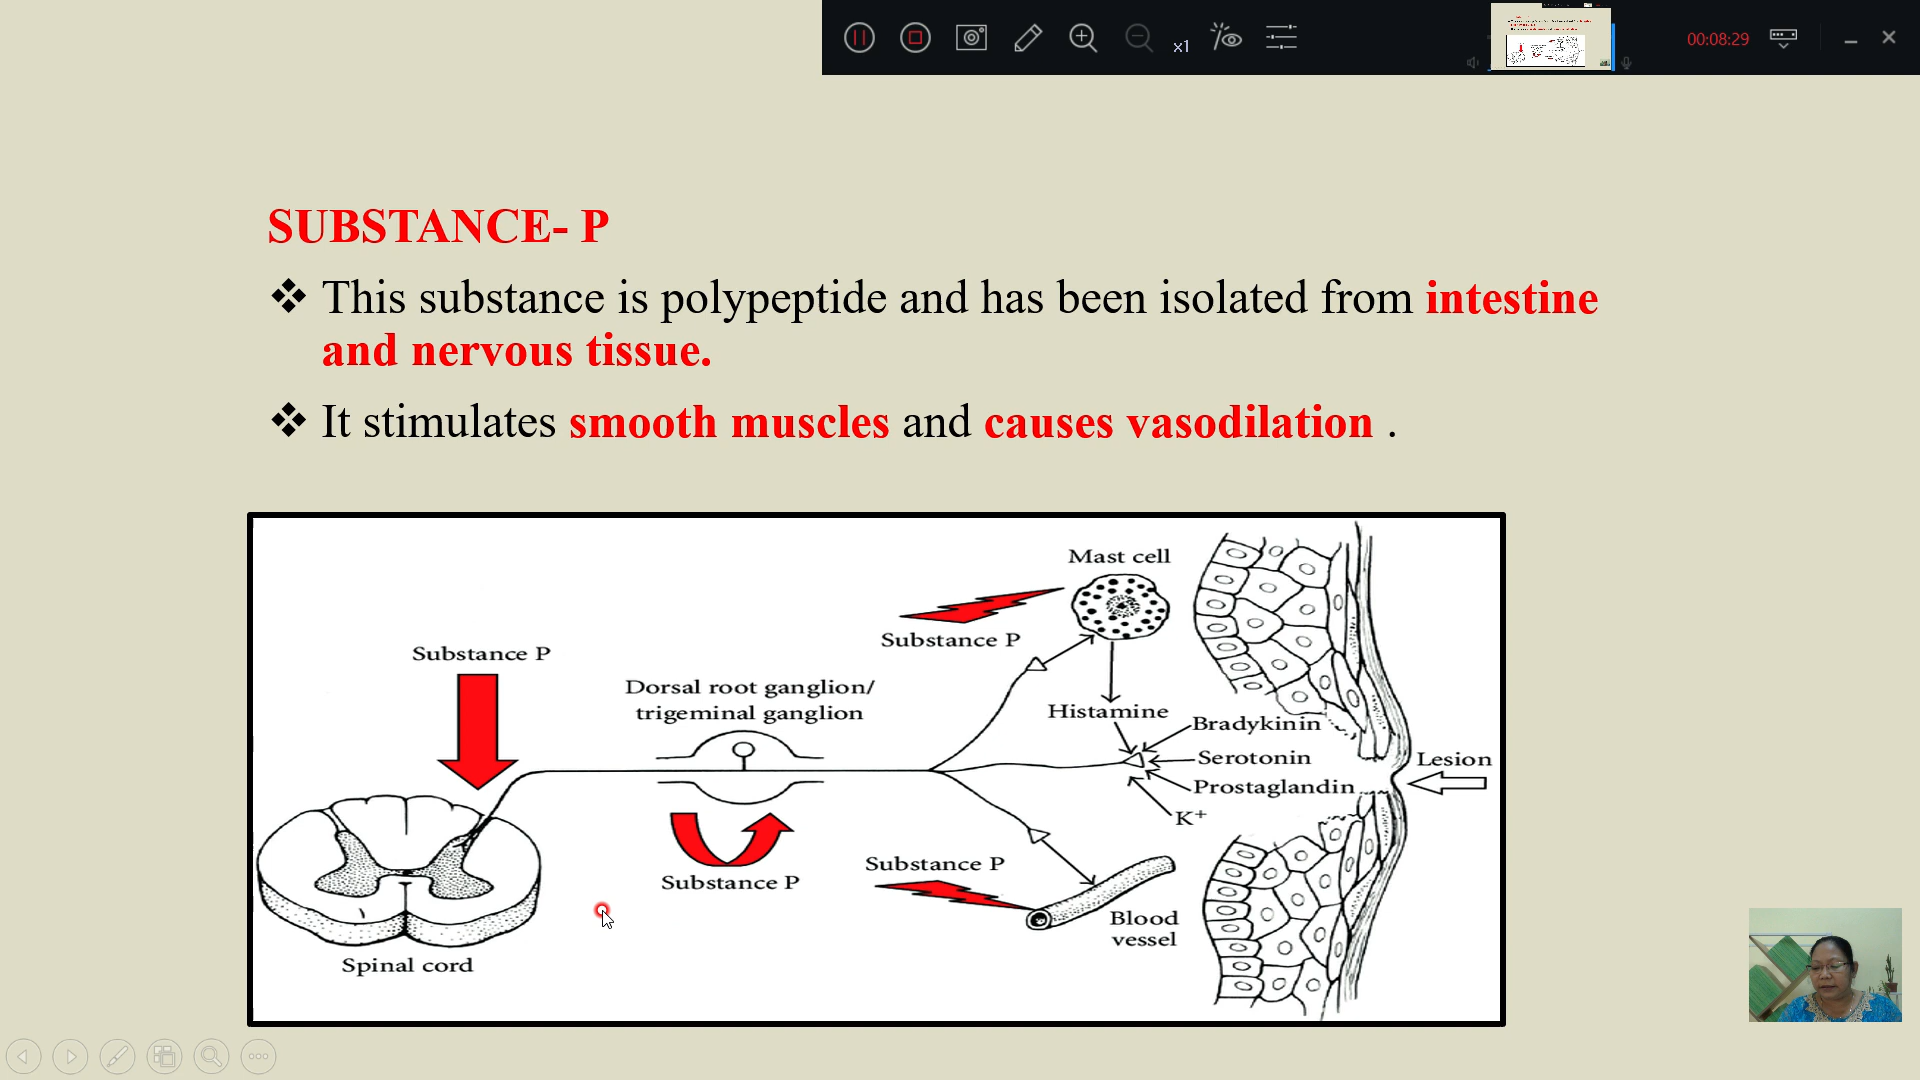 x1
00:08:29
SUBSTANCE- P
❖ This substance is polypeptide and has been isolated from intestine
and nervous tissue.
❖ It stimulates smooth muscles and causes vasodilation .
Mast cell
Substance P
Substance P
Dorsal root ganglion/
trigeminal ganglion
Histamine
Bradykinin
Serotonin
Lesion
Prostaglandin
K⁺
Substance P
Substance P
Blood
vessel
Spinal cord